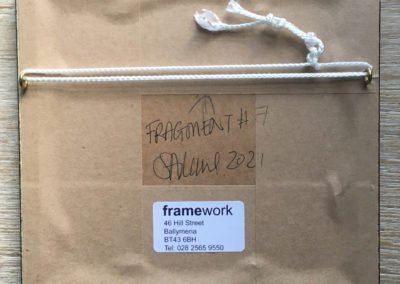 FRAGMENT # 7
2021
framework
46 Hill Street
Ballymena
BT43 6BH
Tel: 028 2565 9550